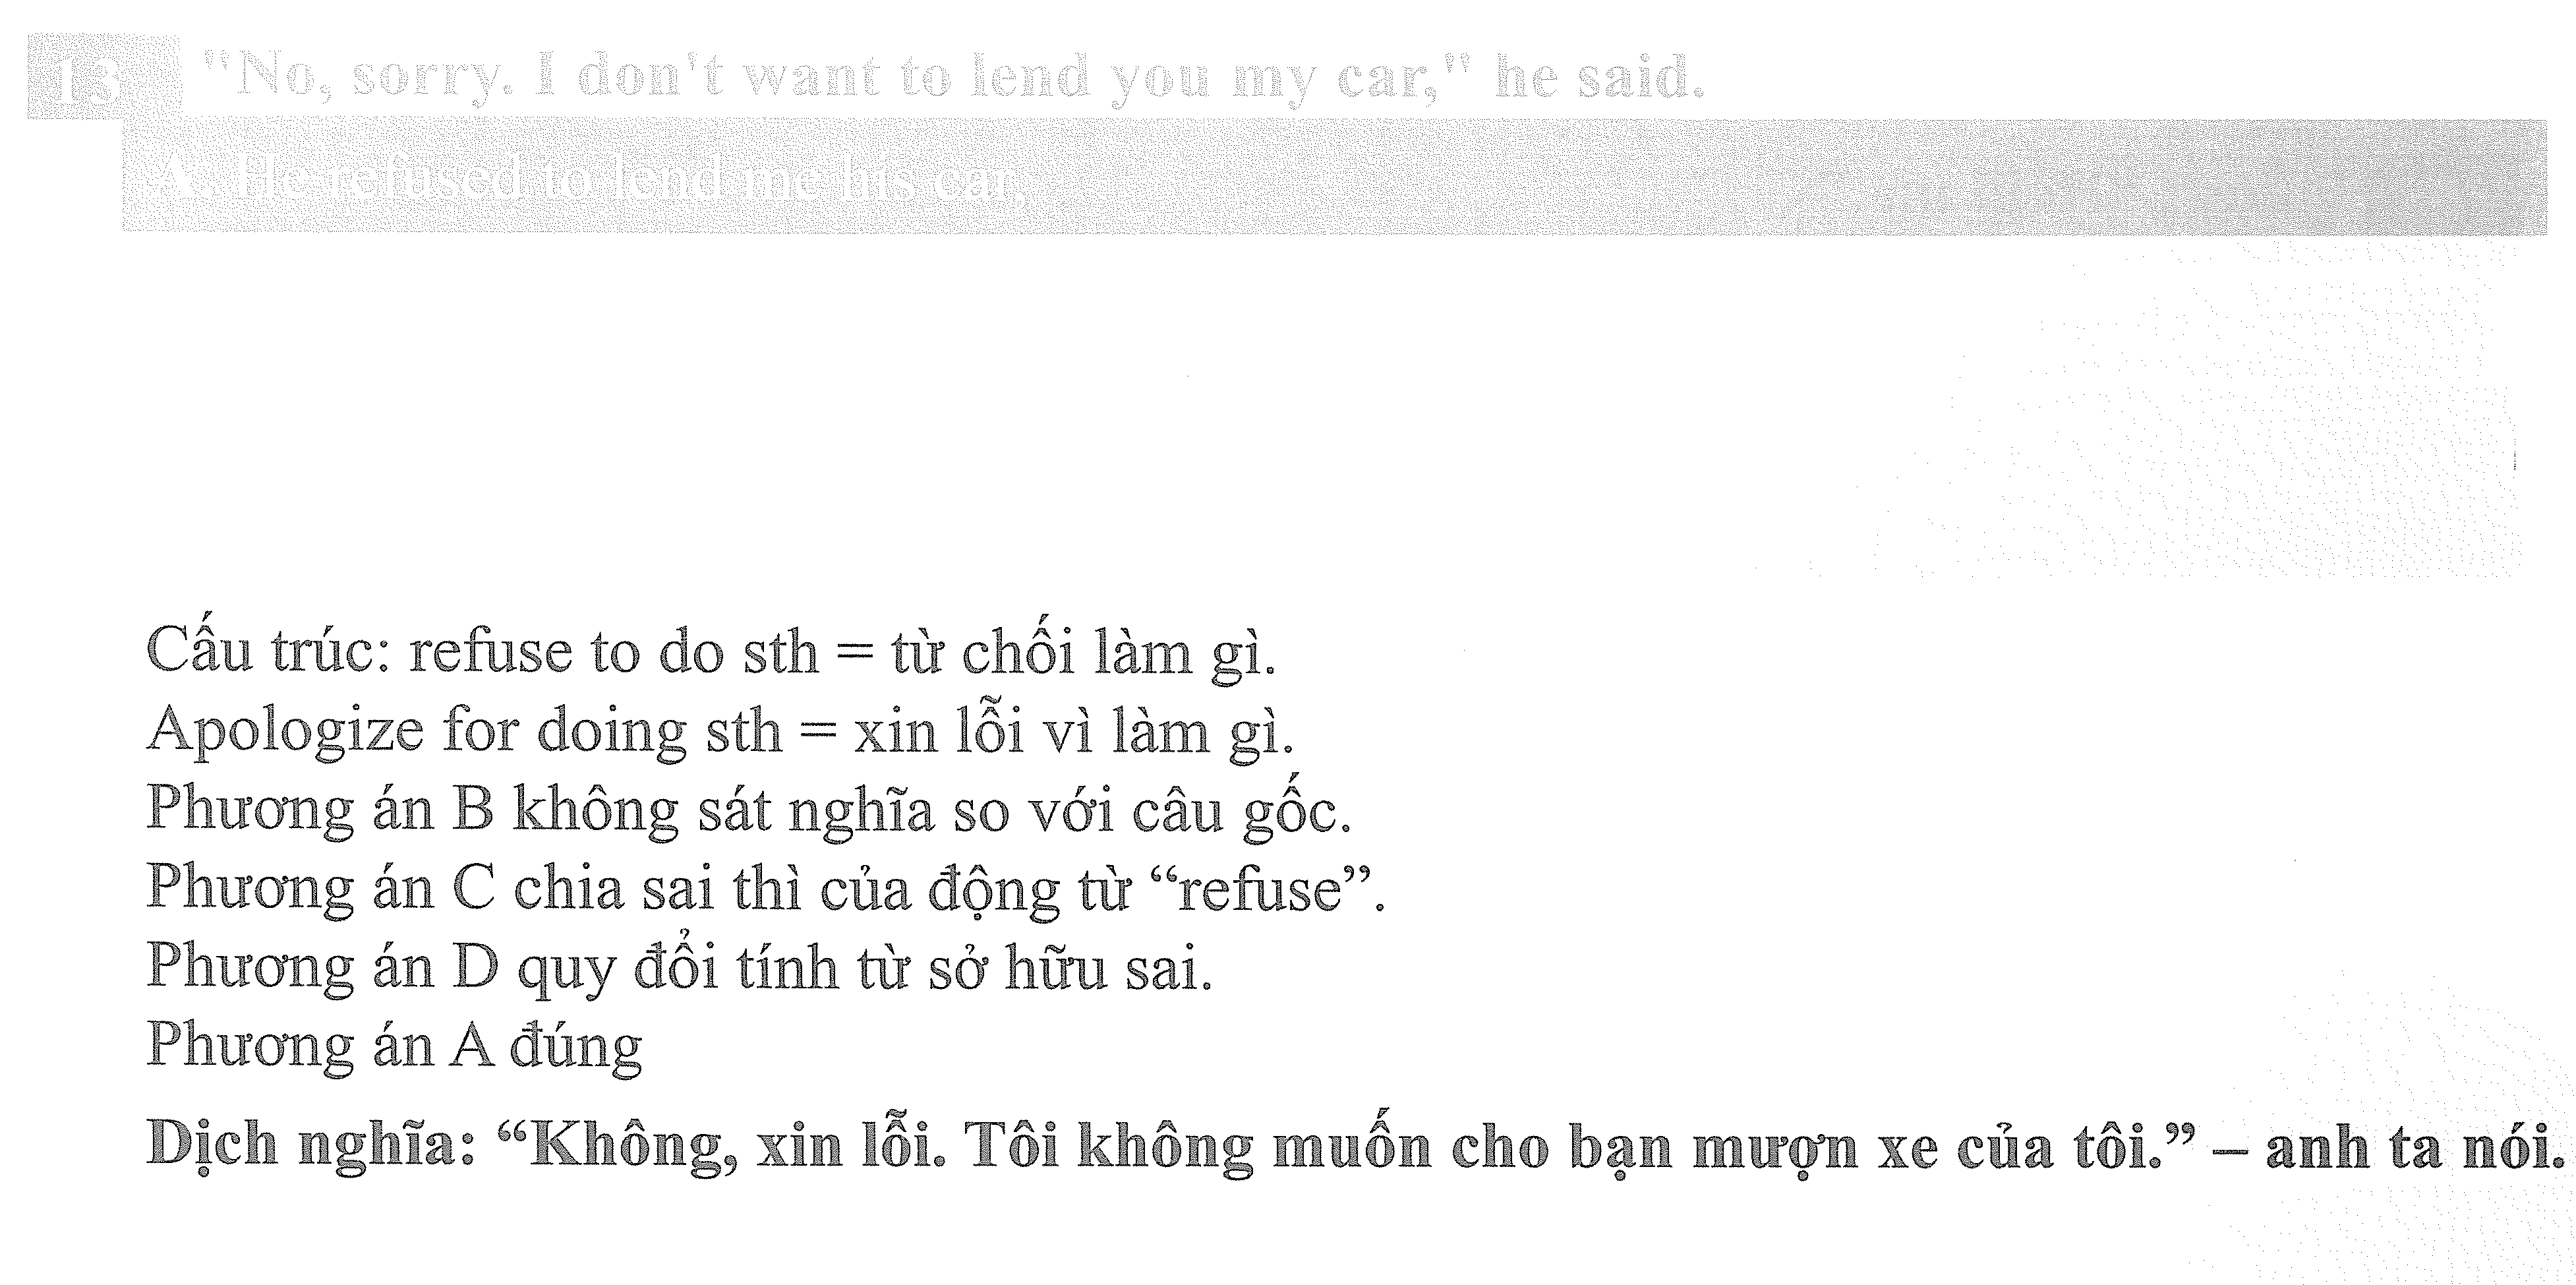 13 "No, sorry. I don't want to lend you my car," he said.
A. He refused to lend me his car,
Cấu trúc: refuse to do sth = từ chối làm gì.
Apologize for doing sth = xin lỗi vì làm gì.
Phương án B không sát nghĩa so với câu gốc.
Phương án C chia sai thì của động từ “refuse”.
Phương án D quy đổi tính từ sở hữu sai.
Phương án A đúng
Dịch nghĩa: “Không, xin lỗi. Tôi không muốn cho bạn mượn xe của tôi.” – anh ta nói.